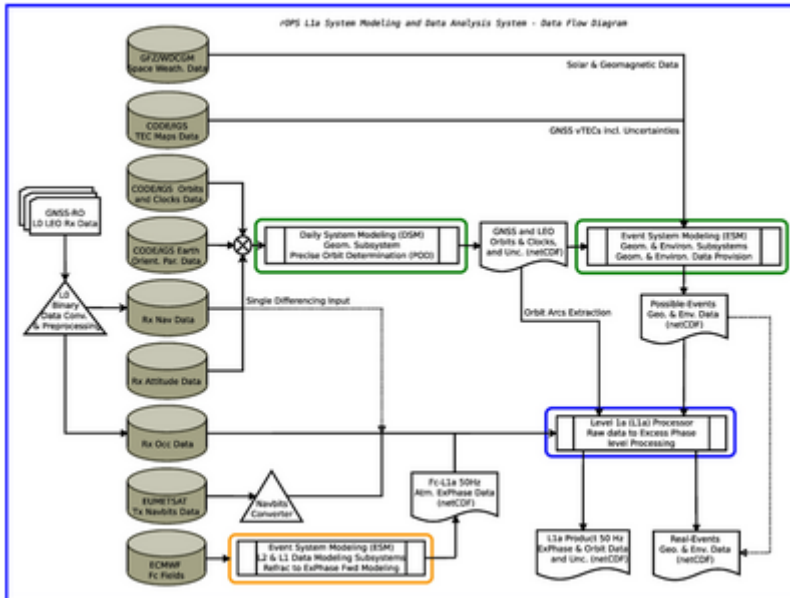 rOPS L1a System Modeling and Data Analysis System - Data Flow Diagram
GFZ/WDCGM
Space Weath. Data
Solar & Geomagnetic Data
CODE/IGS
TEC Maps Data
GNSS vTECs incl. Uncertainties
CODE/IGS Orbits
and Clocks Data
GNSS-RO
L0 LEO Rx Data
CODE/IGS Earth
Orient. Par. Data
Daily System Modeling (DSM)
Geom. Subsystem
Precise Orbit Determination (POD)
GNSS and LEO
Orbits & Clocks,
and Unc. (netCDF)
Event System Modeling (ESM)
Geom. & Environ. Subsystems
Geom. & Environ. Data Provision
L0
Binary
Data Conv.
& Preprocessing
Rx Nav Data
Single Differencing Input
Orbit Arcs Extraction
Possible-Events
Geo. & Env. Data
(netCDF)
Rx Attitude Data
Rx Occ Data
Level 1a (L1a) Processor
Raw data to Excess Phase
level Processing
EUMETSAT
Tx Navbits Data
Navbits
Converter
Fc-L1a 50Hz
Atm. ExPhase Data
(netCDF)
ECMWF
Fc Fields
Event System Modeling (ESM)
L2 & L1 Data Modeling Subsystems
Refrac to ExPhase Fwd Modeling
L1a Product 50 Hz
ExPhase & Orbit Data
and Unc. (netCDF)
Real-Events
Geo. & Env. Data
(netCDF)